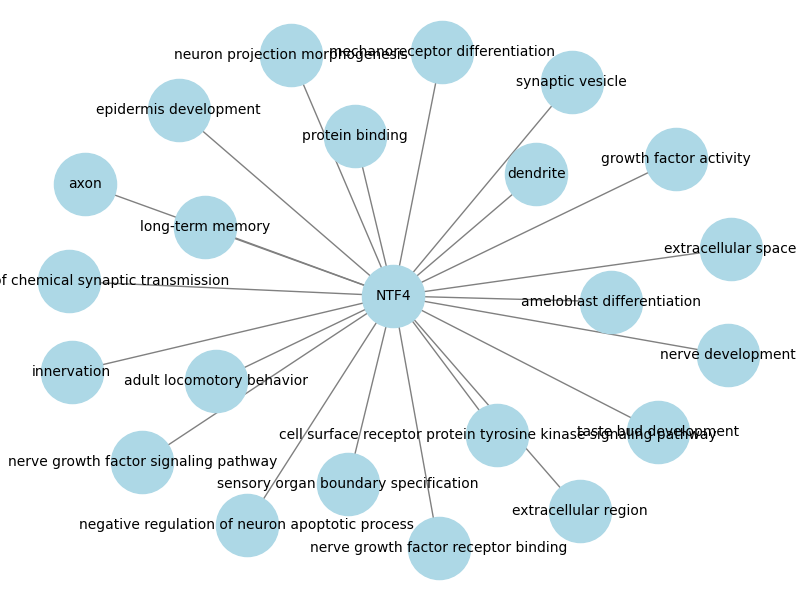 mechanoreceptor differentiation
neuron projection morphogenesis
synaptic vesicle
epidermis development
protein binding
growth factor activity
dendrite
axon
long-term memory
extracellular space
of chemical synaptic transmission
NTF4
ameloblast differentiation
nerve development
innervation
adult locomotory behavior
taste bud development
cell surface receptor protein tyrosine kinase signaling pathway
nerve growth factor signaling pathway
sensory organ boundary specification
extracellular region
negative regulation of neuron apoptotic process
nerve growth factor receptor binding